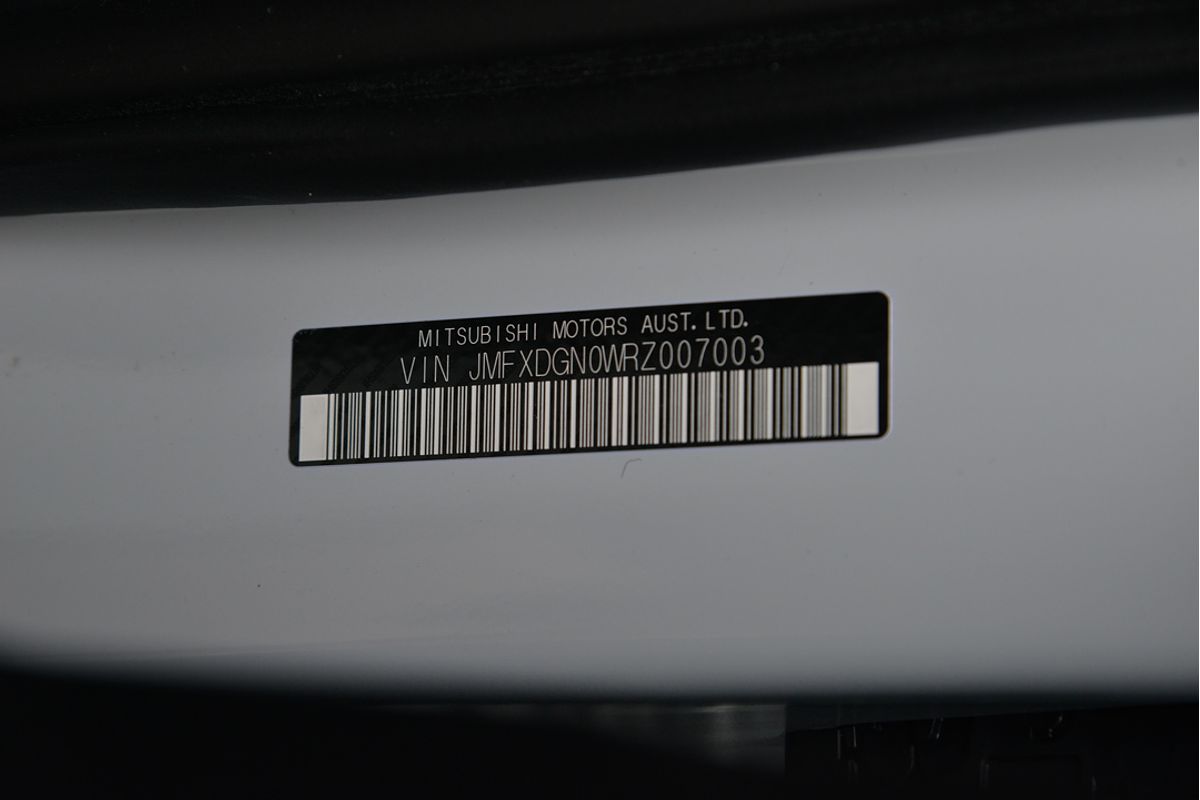 MITSUBISHI MOTORS AUST. LTD.
VIN JMFXDGN0WRZ007003